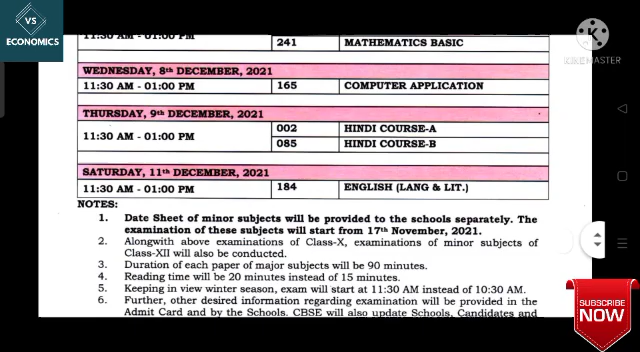 VS
ECONOMICS
11:30 AM - 01:00 PM
241 MATHEMATICS BASIC
KINEMASTER
WEDNESDAY, 8th DECEMBER, 2021
11:30 AM - 01:00 PM 165 COMPUTER APPLICATION
THURSDAY, 9th DECEMBER, 2021
11:30 AM - 01:00 PM
002 HINDI COURSE-A
085 HINDI COURSE-B
SATURDAY, 11th DECEMBER, 2021
11:30 AM - 01:00 PM 184 ENGLISH (LANG & LIT.)
NOTES:
1. Date Sheet of minor subjects will be provided to the schools separately. The
examination of these subjects will start from 17th November, 2021.
2. Alongwith above examinations of Class-X, examinations of minor subjects of
Class-XII will also be conducted.
3. Duration of each paper of major subjects will be 90 minutes.
4. Reading time will be 20 minutes instead of 15 minutes.
5. Keeping in view winter season, exam will start at 11:30 AM instead of 10:30 AM.
6. Further, other desired information regarding examination will be provided in the
Admit Card and by the Schools. CBSE will also update Schools, Candidates and
SUBSCRIBE
NOW